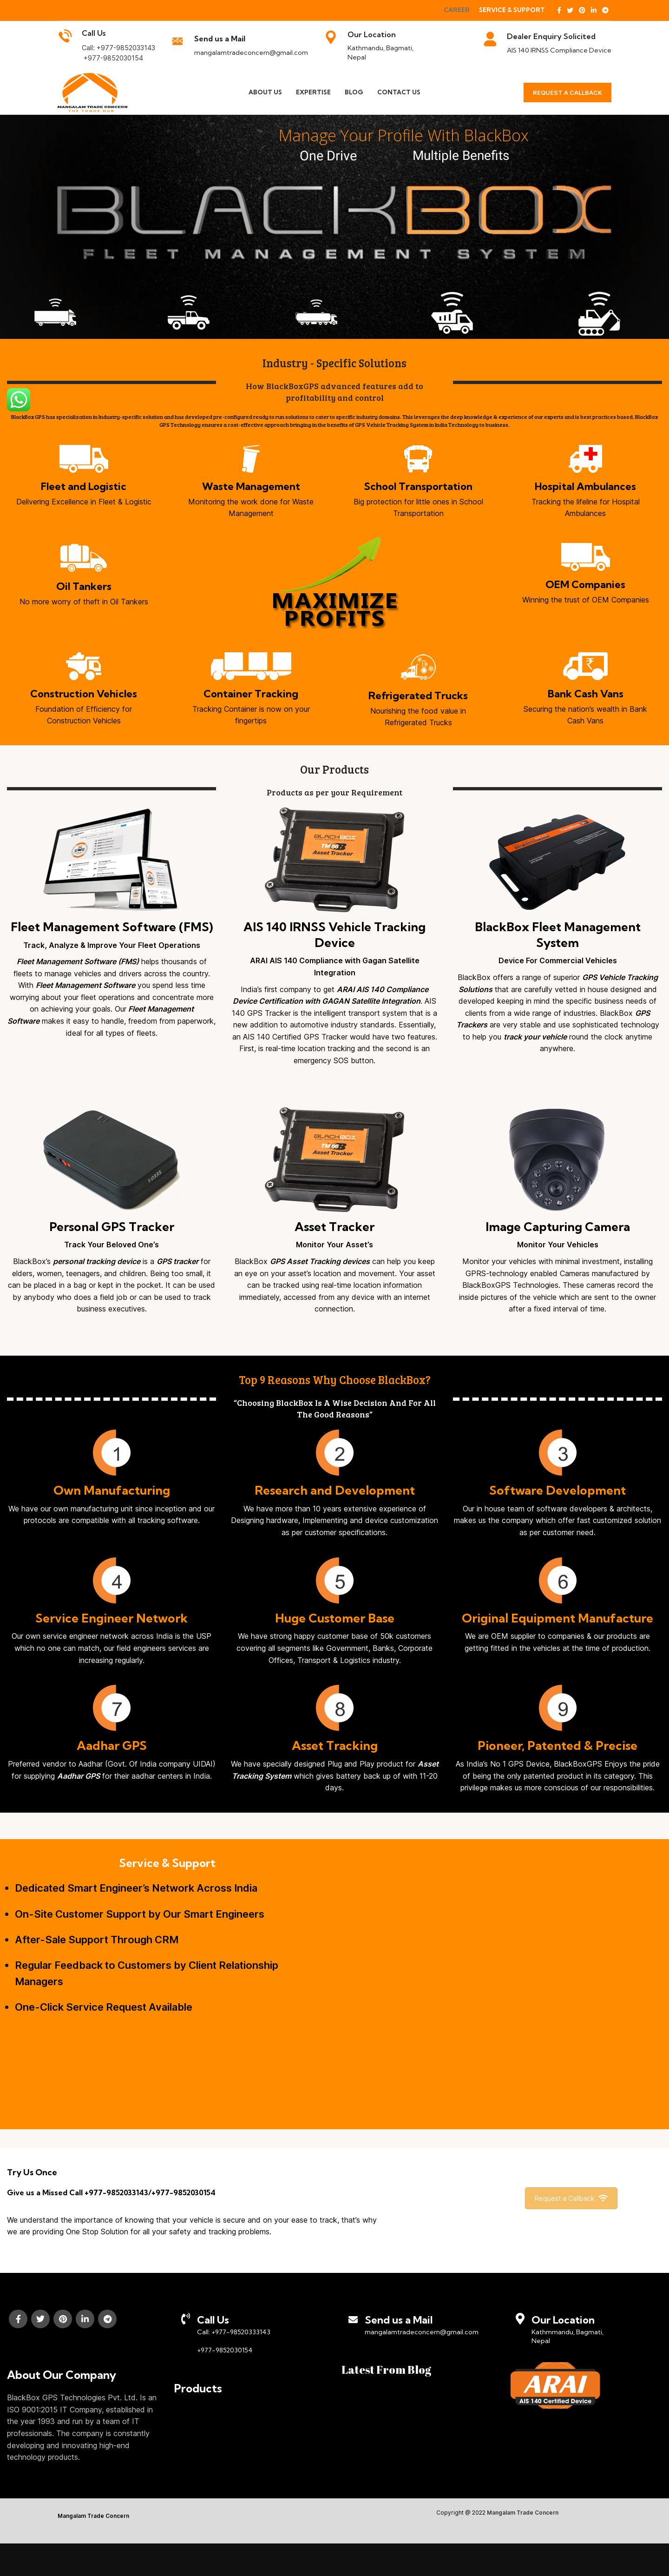 CAREER SERVICE & SUPPORT
Call Us
Call: +977-9852033143
+977-9852030154
Send us a Mail
mangalamtradeconcern@gmail.com
Our Location
Kathmandu, Bagmati,
Nepal
Dealer Enquiry Solicited
AIS 140 IRNSS Compliance Device
MANGALAM TRADE CONCERN
ABOUT US EXPERTISE BLOG CONTACT US
REQUEST A CALLBACK
Manage Your Profile With BlackBox
One Drive Multiple Benefits
BLACKBOX
FLEET MANAGEMENT SYSTEM
Industry - Specific Solutions
How BlackBoxGPS advanced features add to
profitability and control
BlackBox GPS has specialization in Industry-specific solution and has developed pre-configured ready to run solutions to cater to specific industry domains. This leverages the deep knowledge & experience of our experts and is best practices based. BlackBox
GPS Technology ensures a cost-effective approach bringing in the benefits of GPS Vehicle Tracking System in India Technology to business.
Fleet and Logistic
Delivering Excellence in Fleet & Logistic
Waste Management
Monitoring the work done for Waste
Management
School Transportation
Big protection for little ones in School
Transportation
Hospital Ambulances
Tracking the lifeline for Hospital
Ambulances
Oil Tankers
No more worry of theft in Oil Tankers
MAXIMIZE
PROFITS
OEM Companies
Winning the trust of OEM Companies
Construction Vehicles
Foundation of Efficiency for
Construction Vehicles
Container Tracking
Tracking Container is now on your
fingertips
Refrigerated Trucks
Nourishing the food value in
Refrigerated Trucks
Bank Cash Vans
Securing the nation's wealth in Bank
Cash Vans
Our Products
Products as per your Requirement
Fleet Management Software (FMS)
Track, Analyze & Improve Your Fleet Operations
Fleet Management Software (FMS) helps thousands of
fleets to manage vehicles and drivers across the country.
With Fleet Management Software you spend less time
worrying about your fleet operations and concentrate more
on achieving your goals. Our Fleet Management
Software makes it easy to handle, freedom from paperwork,
ideal for all types of fleets.
BLACKBOX
Asset Tracker
AIS 140 IRNSS Vehicle Tracking
Device
ARAI AIS 140 Compliance with Gagan Satellite
Integration
India's first company to get ARAI AIS 140 Compliance
Device Certification with GAGAN Satellite Integration. AIS
140 GPS Tracker is the intelligent transport system that is a
new addition to automotive industry standards. Essentially,
an AIS 140 Certified GPS Tracker would have two features.
First, is real-time location tracking and the second is an
emergency SOS button.
BlackBox Fleet Management
System
Device For Commercial Vehicles
BlackBox offers a range of superior GPS Vehicle Tracking
Solutions that are carefully vetted in house designed and
developed keeping in mind the specific business needs of
clients from a wide range of industries. BlackBox GPS
Trackers are very stable and use sophisticated technology
to help you track your vehicle round the clock anytime
anywhere.
Personal GPS Tracker
Track Your Beloved One's
BlackBox's personal tracking device is a GPS tracker for
elders, women, teenagers, and children. Being too small, it
can be placed in a bag or kept in the pocket. It can be used
by anybody who does a field job or can be used to track
business executives.
BLACKBOX
Asset Tracker
Asset Tracker
Monitor Your Asset's
BlackBox GPS Asset Tracking devices can help you keep
an eye on your asset's location and movement. Your asset
can be tracked using real-time location information
immediately, accessed from any device with an internet
connection.
Image Capturing Camera
Monitor Your Vehicles
Monitor your vehicles with minimal investment, installing
GPRS-technology enabled Cameras manufactured by
BlackBoxGPS Technologies. These cameras record the
inside pictures of the vehicle which are sent to the owner
after a fixed interval of time.
Top 9 Reasons Why Choose BlackBox?
"Choosing BlackBox Is A Wise Decision And For All
The Good Reasons"
1
Own Manufacturing
We have our own manufacturing unit since inception and our
protocols are compatible with all tracking software.
2
Research and Development
We have more than 10 years extensive experience of
Designing hardware, Implementing and device customization
as per customer specifications.
3
Software Development
Our in house team of software developers & architects,
makes us the company which offer fast customized solution
as per customer need.
4
Service Engineer Network
Our own service engineer network across India is the USP
which no one can match, our field engineers services are
increasing regularly.
5
Huge Customer Base
We have strong happy customer base of 50k customers
covering all segments like Government, Banks, Corporate
Offices, Transport & Logistics industry.
6
Original Equipment Manufacture
We are OEM supplier to companies & our products are
getting fitted in the vehicles at the time of production.
7
Aadhar GPS
Preferred vendor to Aadhar (Govt. Of India company UIDAI)
for supplying Aadhar GPS for their aadhar centers in India.
8
Asset Tracking
We have specially designed Plug and Play product for Asset
Tracking System which gives battery back up of with 11-20
days.
9
Pioneer, Patented & Precise
As India's No 1 GPS Device, BlackBoxGPS Enjoys the pride
of being the only patented product in its category. This
privilege makes us more conscious of our responsibilities.
Service & Support
Dedicated Smart Engineer's Network Across India
On-Site Customer Support by Our Smart Engineers
After-Sale Support Through CRM
Regular Feedback to Customers by Client Relationship
Managers
One-Click Service Request Available
Try Us Once
Give us a Missed Call +977-9852033143/+977-9852030154
We understand the importance of knowing that your vehicle is secure and on your ease to track, that's why
we are providing One Stop Solution for all your safety and tracking problems.
Request a Callback
About Our Company
BlackBox GPS Technologies Pvt. Ltd. Is an
ISO 9001:2015 IT Company, established in
the year 1993 and run by a team of IT
professionals. The company is constantly
developing and innovating high-end
technology products.
Call Us
Call: +977-98520333143
+977-9852030154
Products
Send us a Mail
mangalamtradeconcern@gmail.com
Latest From Blog
Our Location
Kathmmandu, Bagmati,
Nepal
ARAI
AIS 140 Certified Device
Mangalam Trade Concern
Copyright @ 2022 Mangalam Trade Concern